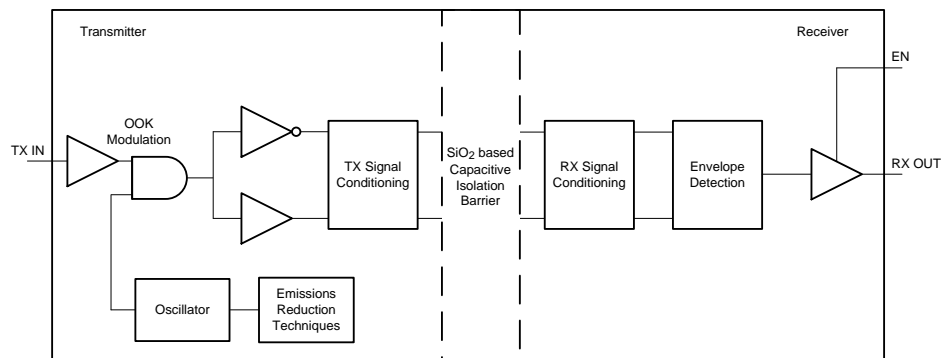 Transmitter
Receiver
EN
OOK
Modulation
TX IN
TX Signal
Conditioning
SiO2 based
Capacitive
Isolation
Barrier
RX Signal
Conditioning
Envelope
Detection
RX OUT
Oscillator
Emissions
Reduction
Techniques